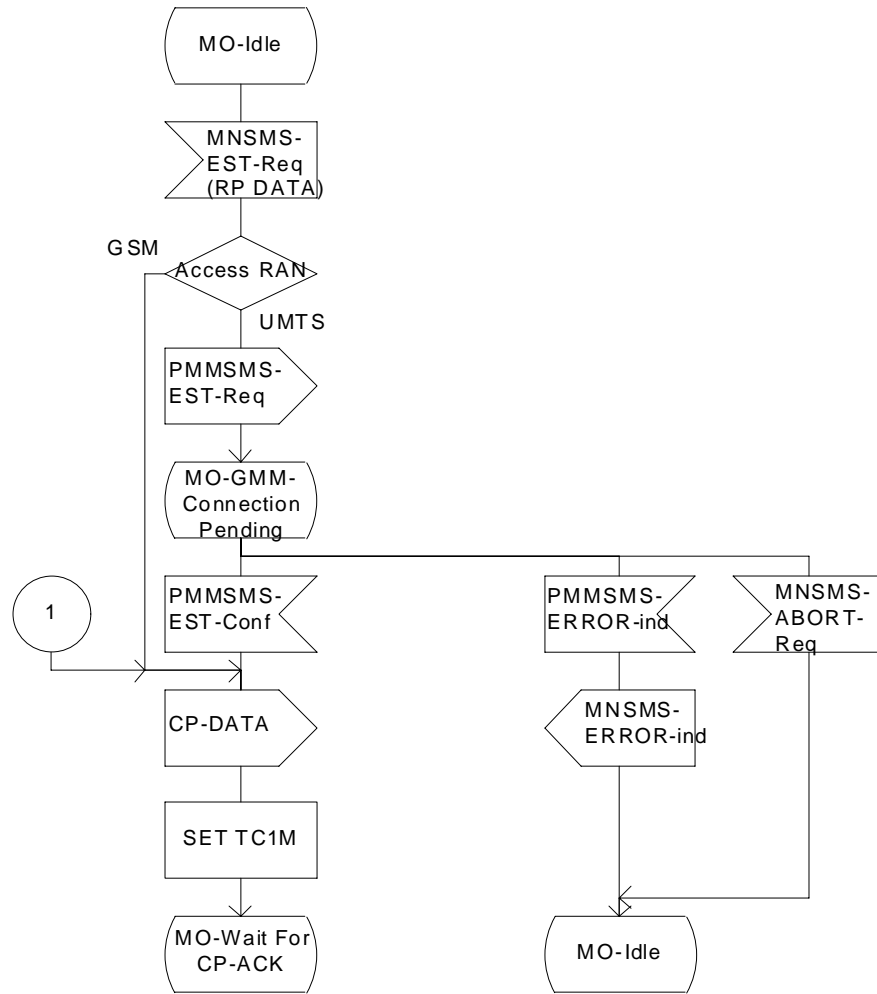 MO-Idle
MNSMS-
EST-Req
(RP DATA)
GSM
Access RAN
UMTS
PMMSMS-
EST-Req
MO-GMM-
Connection
Pending
1
PMMSMS-
EST-Conf
PMMSMS-
ERROR-ind
MNSMS-
ABORT-
Req
CP-DATA
MNSMS-
ERROR-ind
SET TC1M
MO-Wait For
CP-ACK
MO-Idle